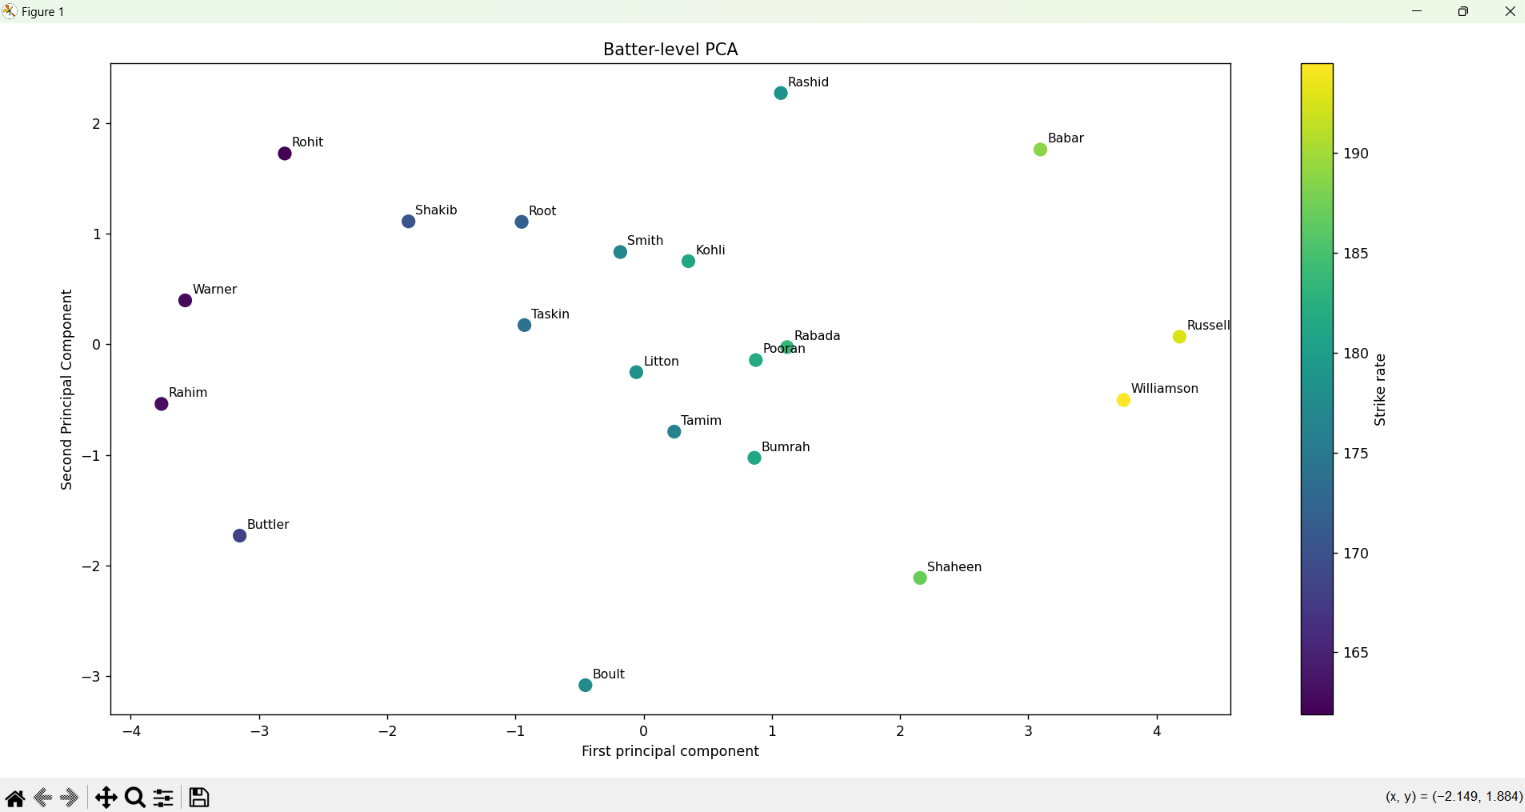 Figure 1
Batter-level PCA
Rashid
Babar
Rohit
Shakib
Root
Smith
Kohli
Warner
Taskin
Russell
Rabada
Pooran
Litton
Rahim
Williamson
Tamim
Bumrah
Buttler
Shaheen
Boult
2
1
0
−1
−2
−3
Second Principal Component
−4 −3 −2 −1 0 1 2 3 4
First principal component
190
185
180
175
170
165
Strike rate
(x, y) = (−2.149, 1.884)